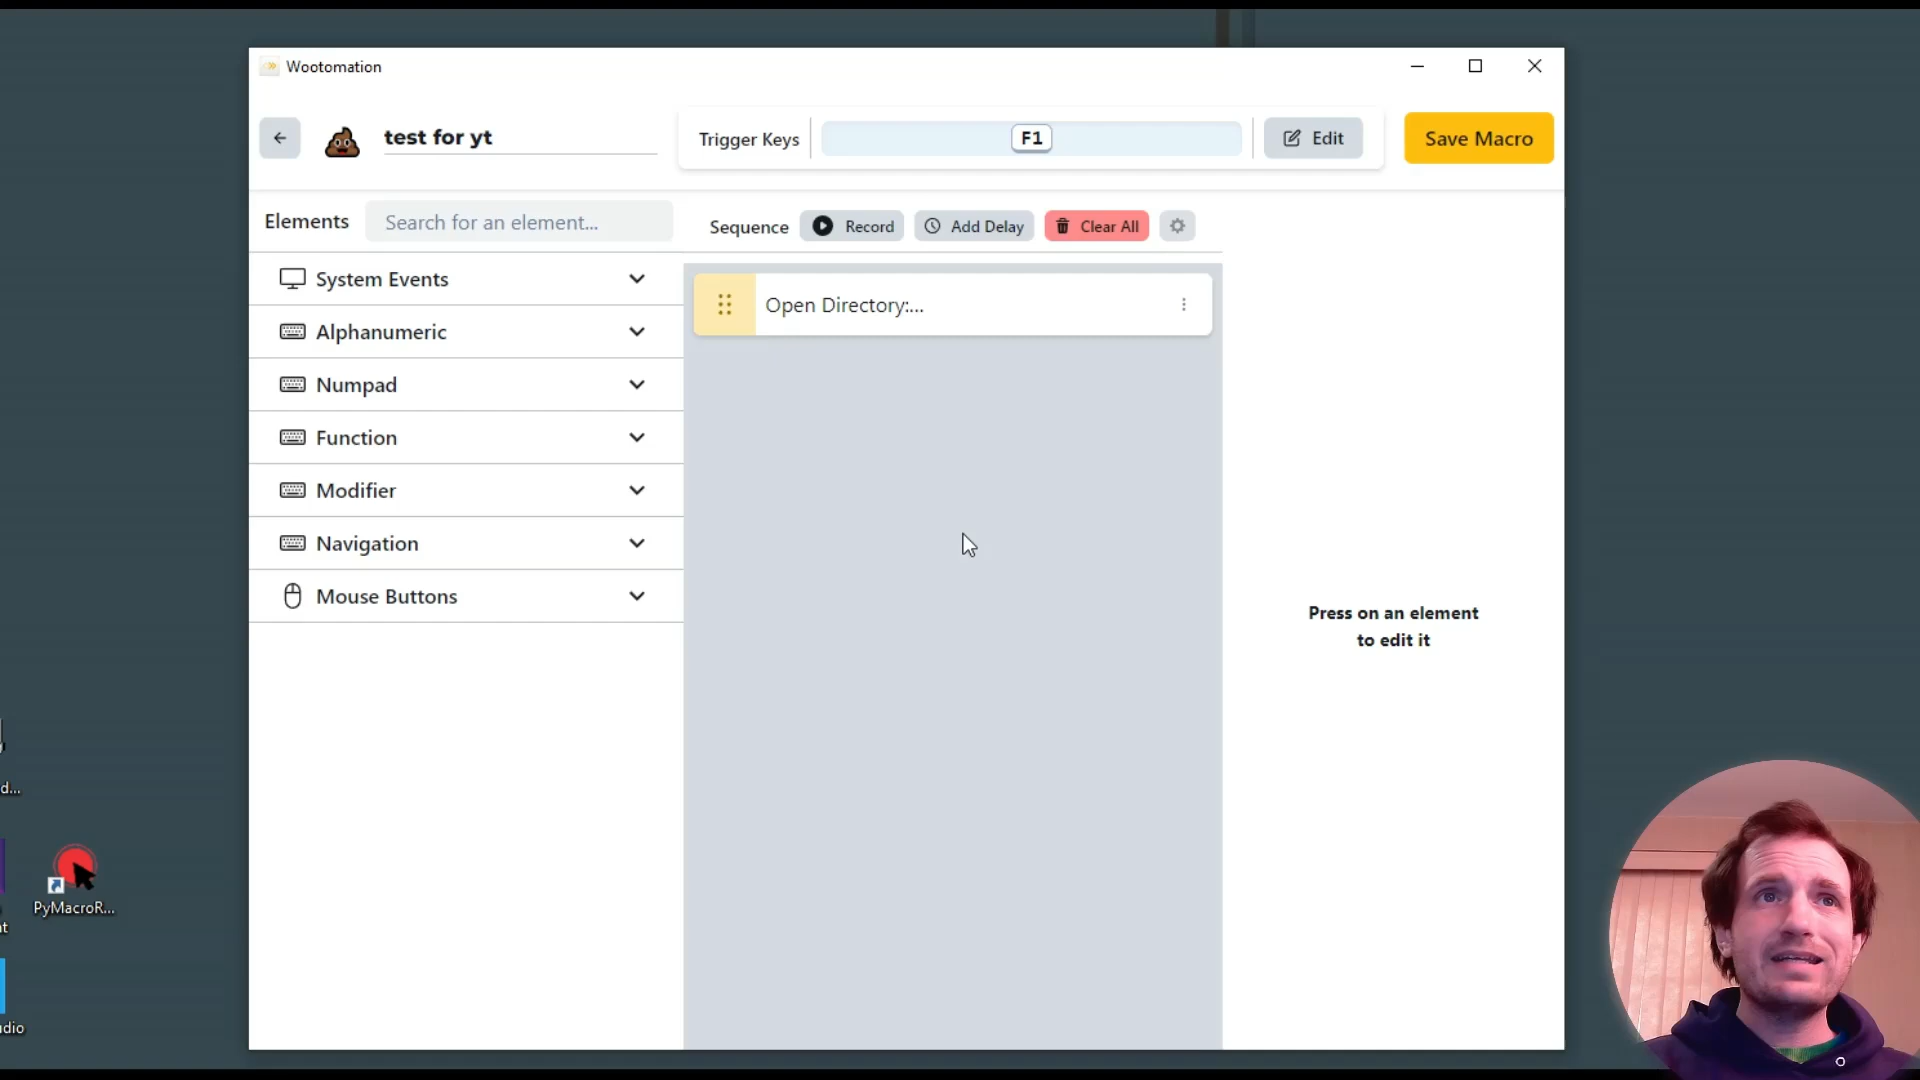 Wootomation
test for yt
Trigger Keys
F1
Edit
Save Macro
Elements
Search for an element...
Sequence
Record
Add Delay
Clear All
System Events
Alphanumeric
Numpad
Function
Modifier
Navigation
Mouse Buttons
Open Directory:...
Press on an element
to edit it
d...
PyMacroR...
nt
udio